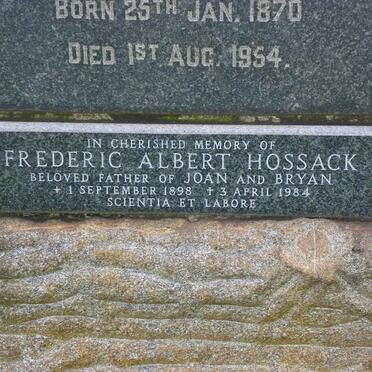 BORN 25TH JAN. 1870
DIED 1ST AUG. 1954.
IN CHERISHED MEMORY OF
FREDERIC ALBERT HOSSACK
BELOVED FATHER OF JOAN AND BRYAN
+ 1 SEPTEMBER 1898 + 3 APRIL 1984
SCIENTIA ET LABORE